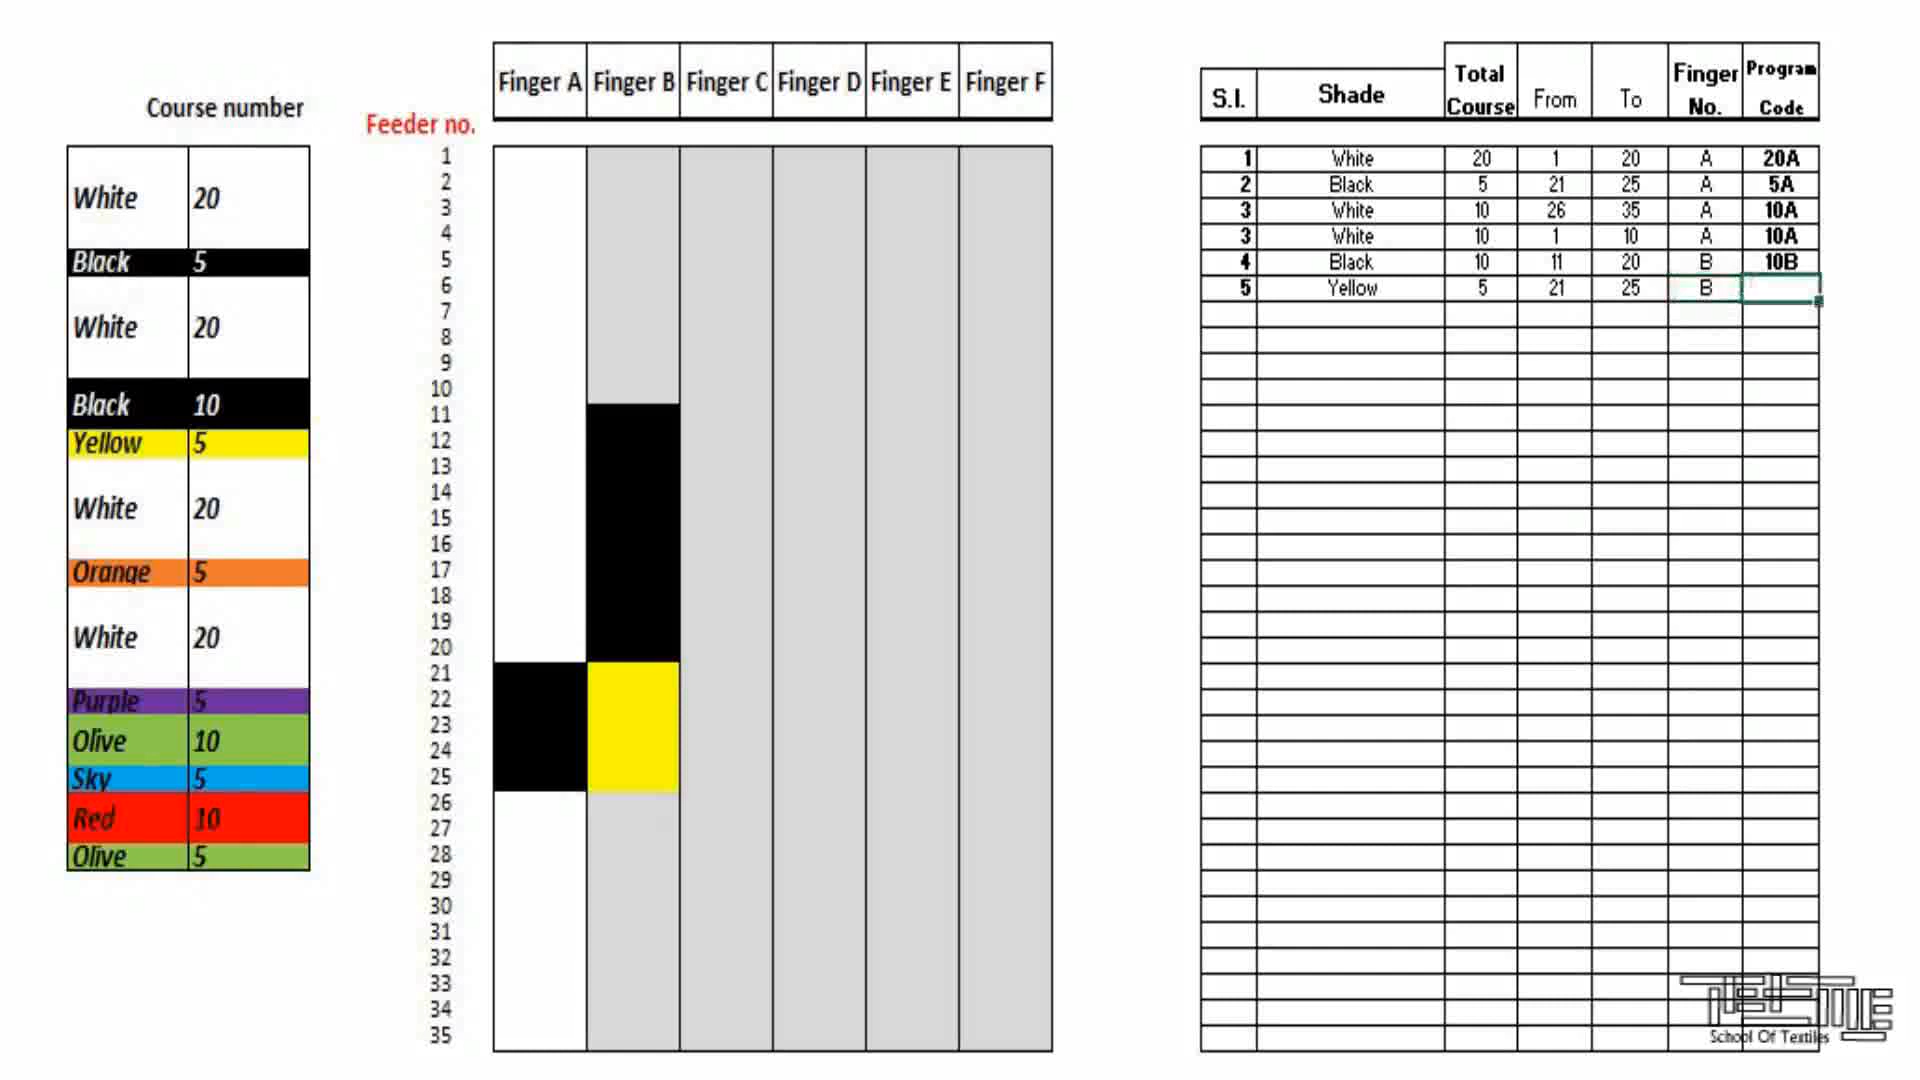 Course number
White 20
Black 5
White 20
Black 10
Yellow 5
White 20
Orange 5
White 20
Purple 5
Olive 10
Sky 5
Red 10
Olive 5
Feeder no.
Finger A Finger B Finger C Finger D Finger E Finger F
1
2
3
4
5
6
7
8
9
10
11
12
13
14
15
16
17
18
19
20
21
22
23
24
25
26
27
28
29
30
31
32
33
34
35
S.I. Shade Total Course From To Finger No. Program Code
1 White 20 1 20 A 20A
2 Black 5 21 25 A 5A
3 White 10 26 35 A 10A
3 White 10 1 10 A 10A
4 Black 10 11 20 B 10B
5 Yellow 5 21 25 B
School Of Textiles